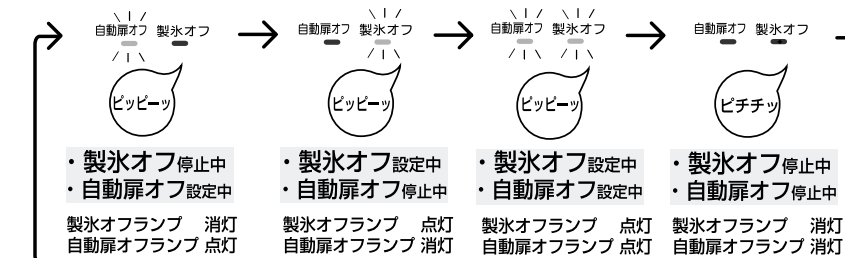 自動扉オフ 製氷オフ
ピッピーッ
・製氷オフ停止中
・自動扉オフ設定中
製氷オフランプ 消灯
自動扉オフランプ 点灯
自動扉オフ 製氷オフ
ピッピーッ
・製氷オフ設定中
・自動扉オフ停止中
製氷オフランプ 点灯
自動扉オフランプ 消灯
自動扉オフ 製氷オフ
ピッピーッ
・製氷オフ設定中
・自動扉オフ設定中
製氷オフランプ 点灯
自動扉オフランプ 点灯
自動扉オフ 製氷オフ
ピチチッ
・製氷オフ停止中
・自動扉オフ停止中
製氷オフランプ 消灯
自動扉オフランプ 消灯